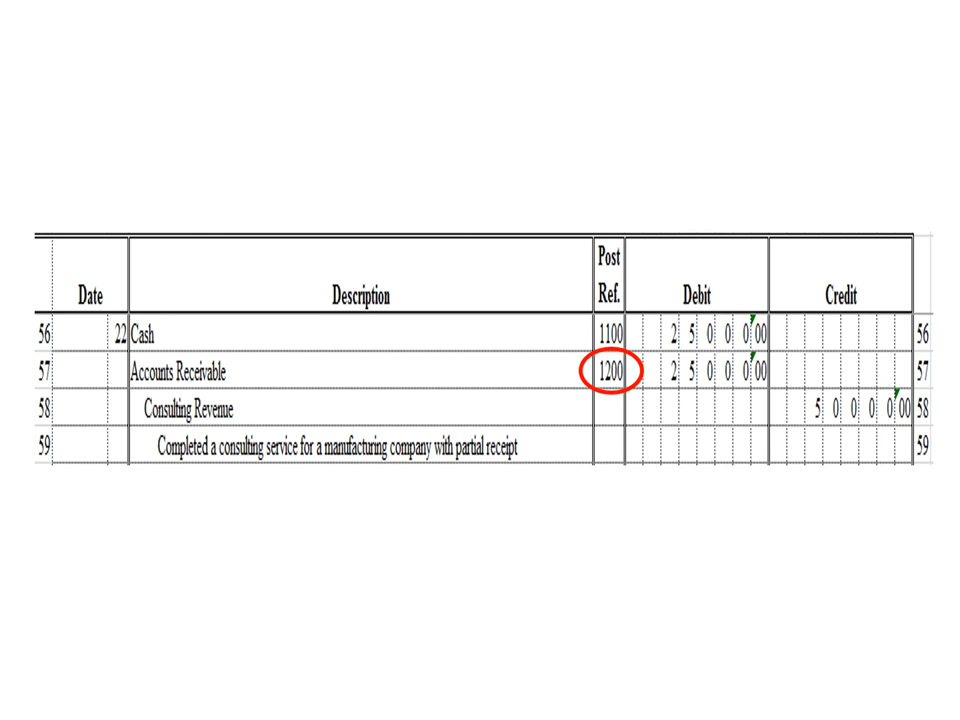 Date Description Post Ref. Debit Credit
56 22 Cash 1100 2 5 0 0 0 00 56
57 Accounts Receivable 1200 2 5 0 0 0 00 57
58 Consulting Revenue 5 0 0 0 0 00 58
59 Completed a consulting service for a manufacturing company with partial receipt 59